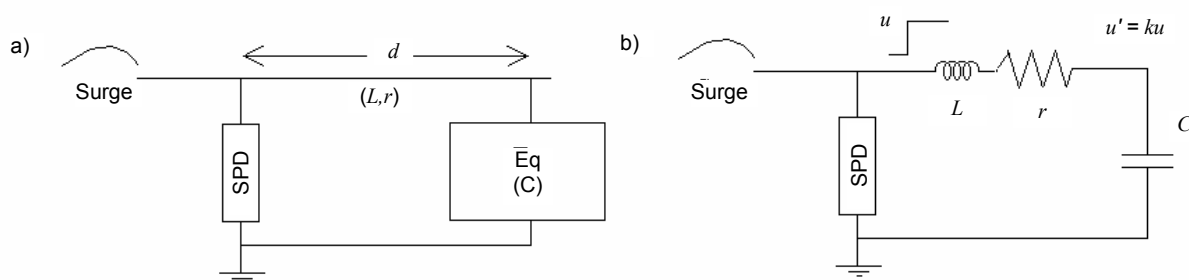 a)
d
Surge
(L,r)
SPD
Eq
(C)
b)
u
u' = ku
Surge
L
r
C
SPD